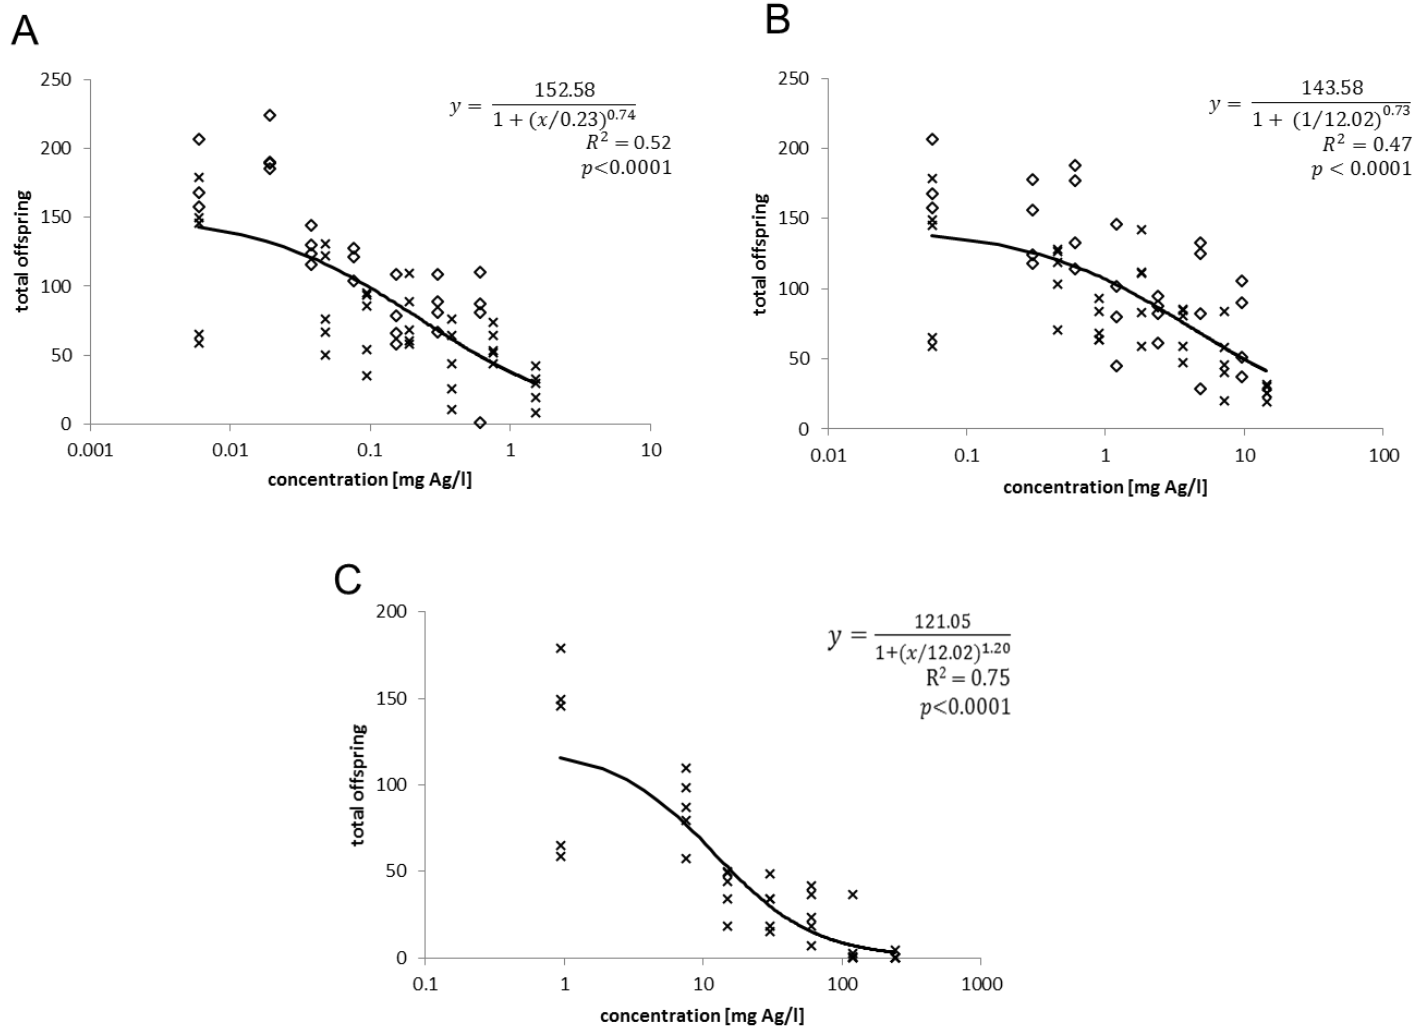 A
250
200
150
100
50
0
0.001 0.01 0.1 1 10
total offspring
concentration [mg Ag/l]
y = 152.58 / 1 + (x/0.23)^0.74
R² = 0.52
p<0.0001
B
250
200
150
100
50
0
0.01 0.1 1 10 100
total offspring
concentration [mg Ag/l]
y = 143.58 / 1 + (1/12.02)^0.73
R² = 0.47
p < 0.0001
C
200
150
100
50
0
0.1 1 10 100 1000
total offspring
concentration [mg Ag/l]
y = 121.05 / 1+(x/12.02)^1.20
R² = 0.75
p<0.0001